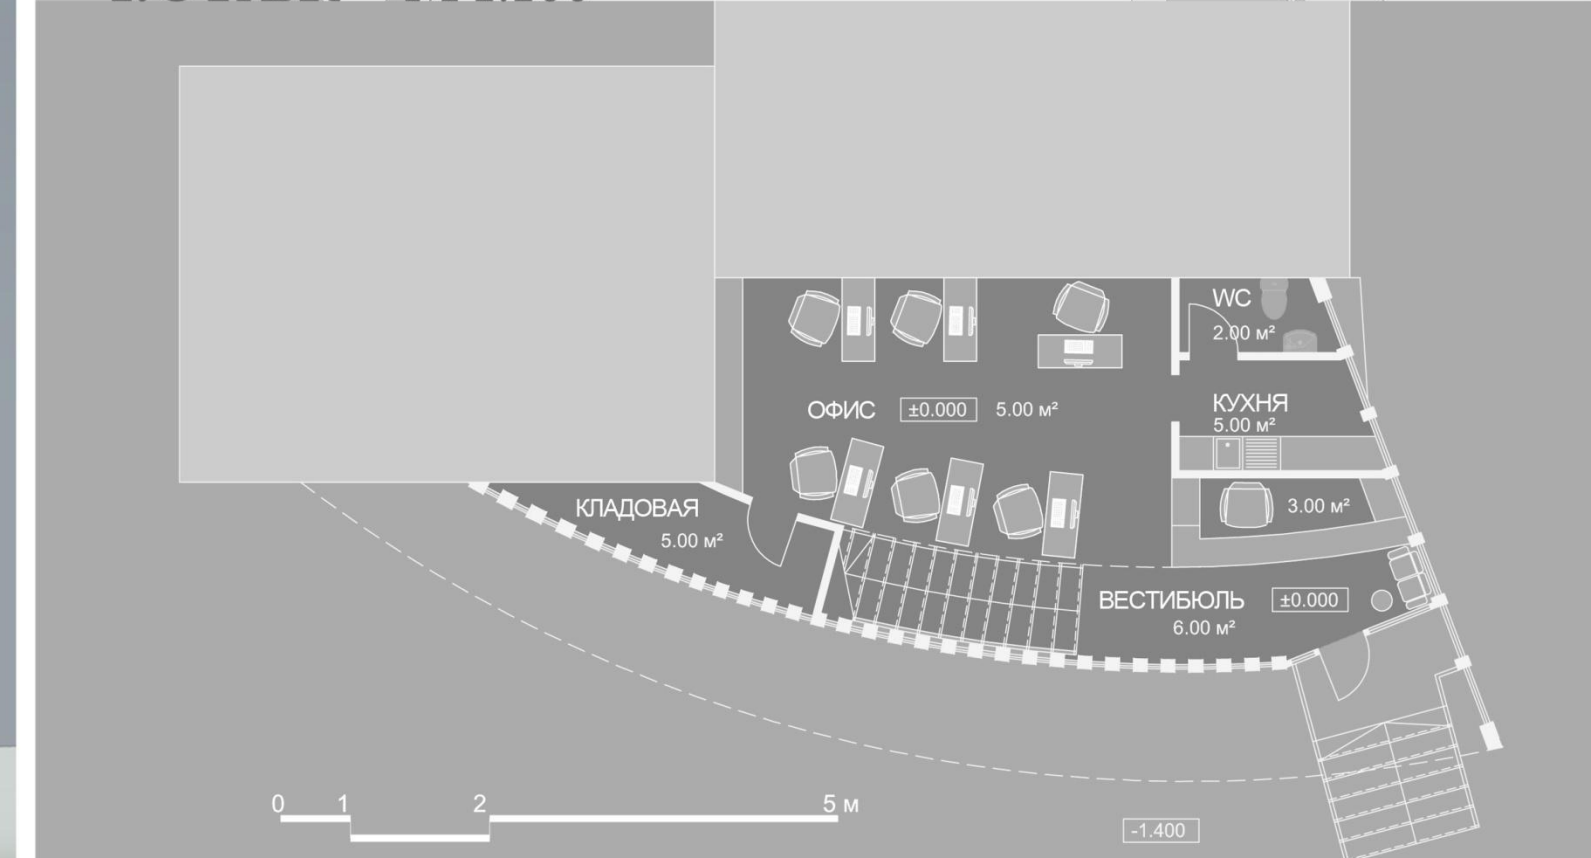 WC
2.00 м²
ОФИС ±0.000 5.00 м²
КУХНЯ
5.00 м²
КЛАДОВАЯ
5.00 м²
3.00 м²
ВЕСТИБЮЛЬ ±0.000
6.00 м²
0 1 2 5 м
-1.400